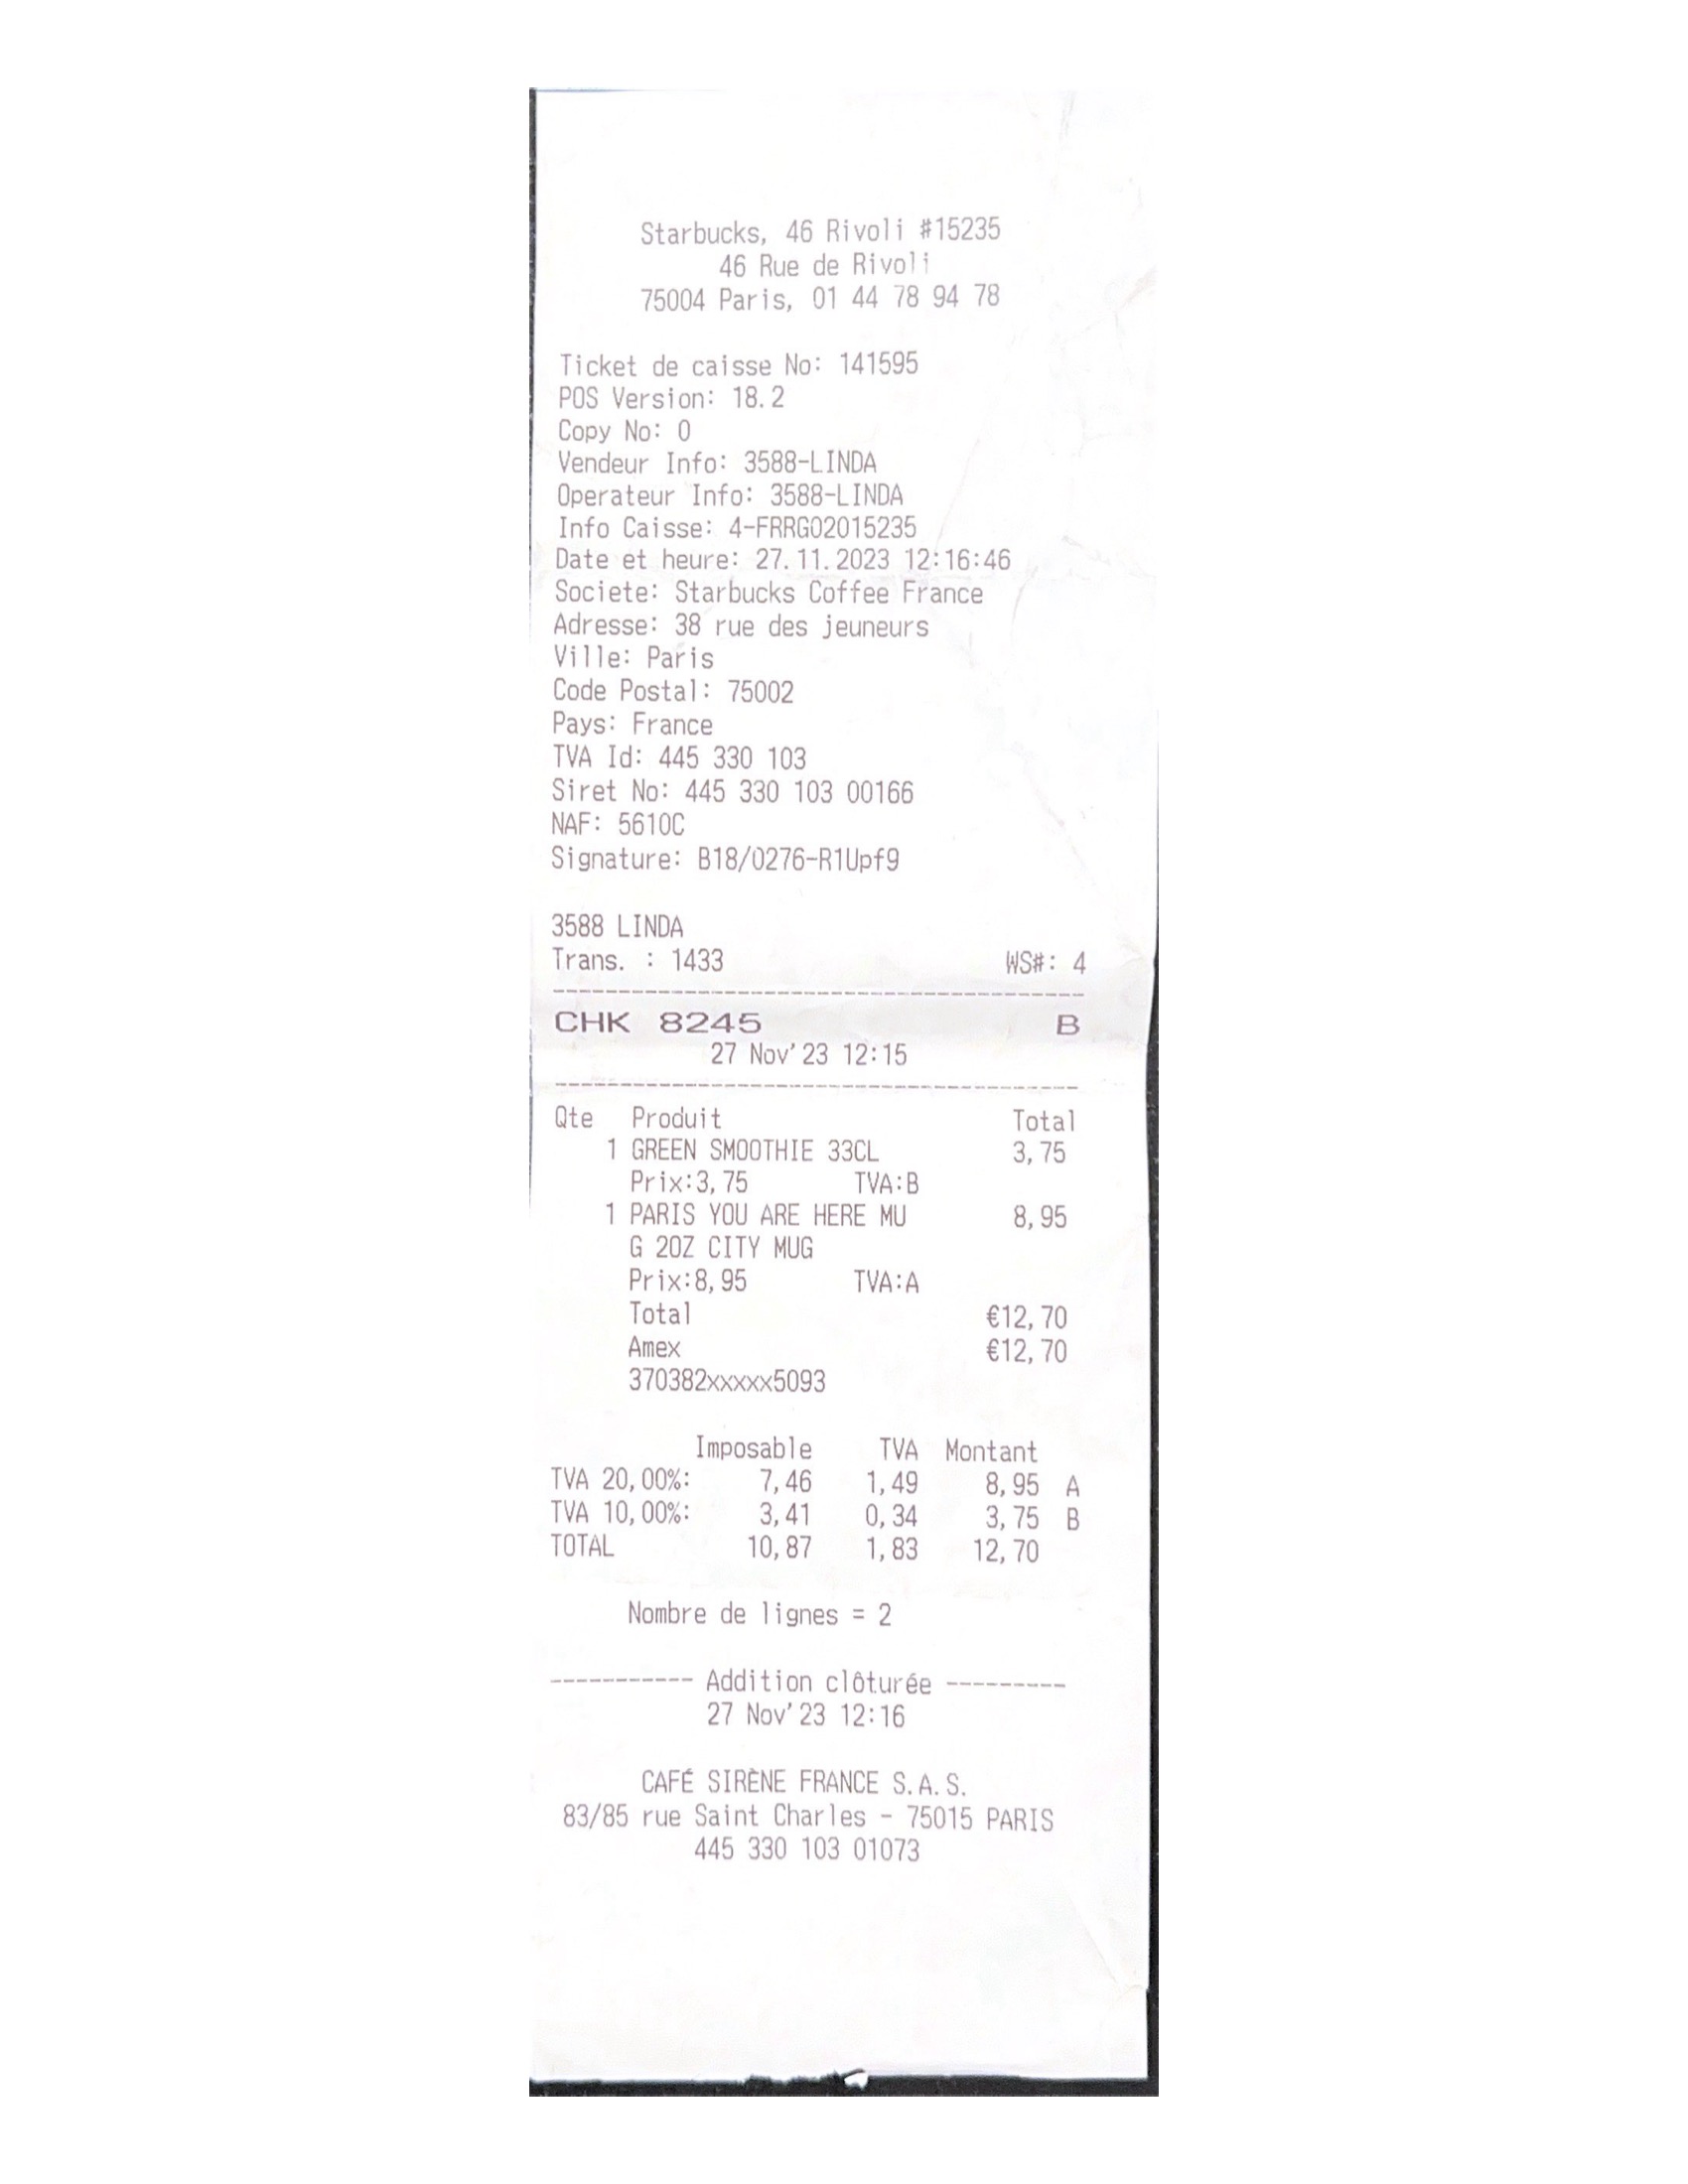 Starbucks, 46 Rivoli #15235
46 Rue de Rivoli
75004 Paris, 01 44 78 94 78
Ticket de caisse No: 141595
POS Version: 18.2
Copy No: 0
Vendeur Info: 3588-LINDA
Operateur Info: 3588-LINDA
Info Caisse: 4-FRRG02015235
Date et heure: 27.11.2023 12:16:46
Societe: Starbucks Coffee France
Adresse: 38 rue des jeuneurs
Ville: Paris
Code Postal: 75002
Pays: France
TVA Id: 445 330 103
Siret No: 445 330 103 00166
NAF: 5610C
Signature: B18/0276-R1Upf9
3588 LINDA
Trans. : 1433 WS#: 4
CHK 8245 B
27 Nov'23 12:15
Qte Produit Total
1 GREEN SMOOTHIE 33CL 3,75
Prix:3,75 TVA:B
1 PARIS YOU ARE HERE MU 8,95
G 2OZ CITY MUG
Prix:8,95 TVA:A
Total €12,70
Amex €12,70
370382xxxxx5093
Imposable TVA Montant
TVA 20,00%: 7,46 1,49 8,95 A
TVA 10,00%: 3,41 0,34 3,75 B
TOTAL 10,87 1,83 12,70
Nombre de lignes = 2
----------- Addition clôturée ---------
27 Nov'23 12:16
CAFÉ SIRÈNE FRANCE S.A.S.
83/85 rue Saint Charles - 75015 PARIS
445 330 103 01073